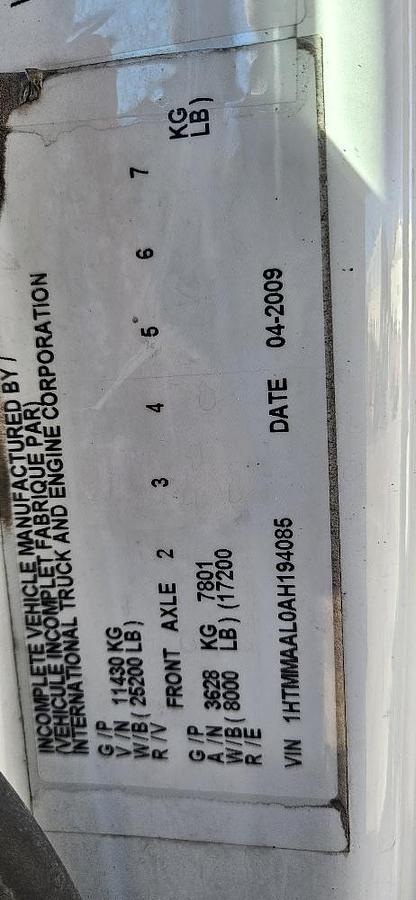 INCOMPLETE VEHICLE MANUFACTURED BY /
(VEHICULE INCOMPLET FABRIQUE PAR)
INTERNATIONAL TRUCK AND ENGINE CORPORATION
G /P
V / N 11430 KG
W/B ( 25200 LB )
R / V
FRONT AXLE 2 3 4 5 6 7
G /P
A / N 3628 KG 7801 KG
W/B ( 8000 LB ) (17200 LB )
R /E
VIN 1HTMMAAL0AH194085 DATE 04-2009